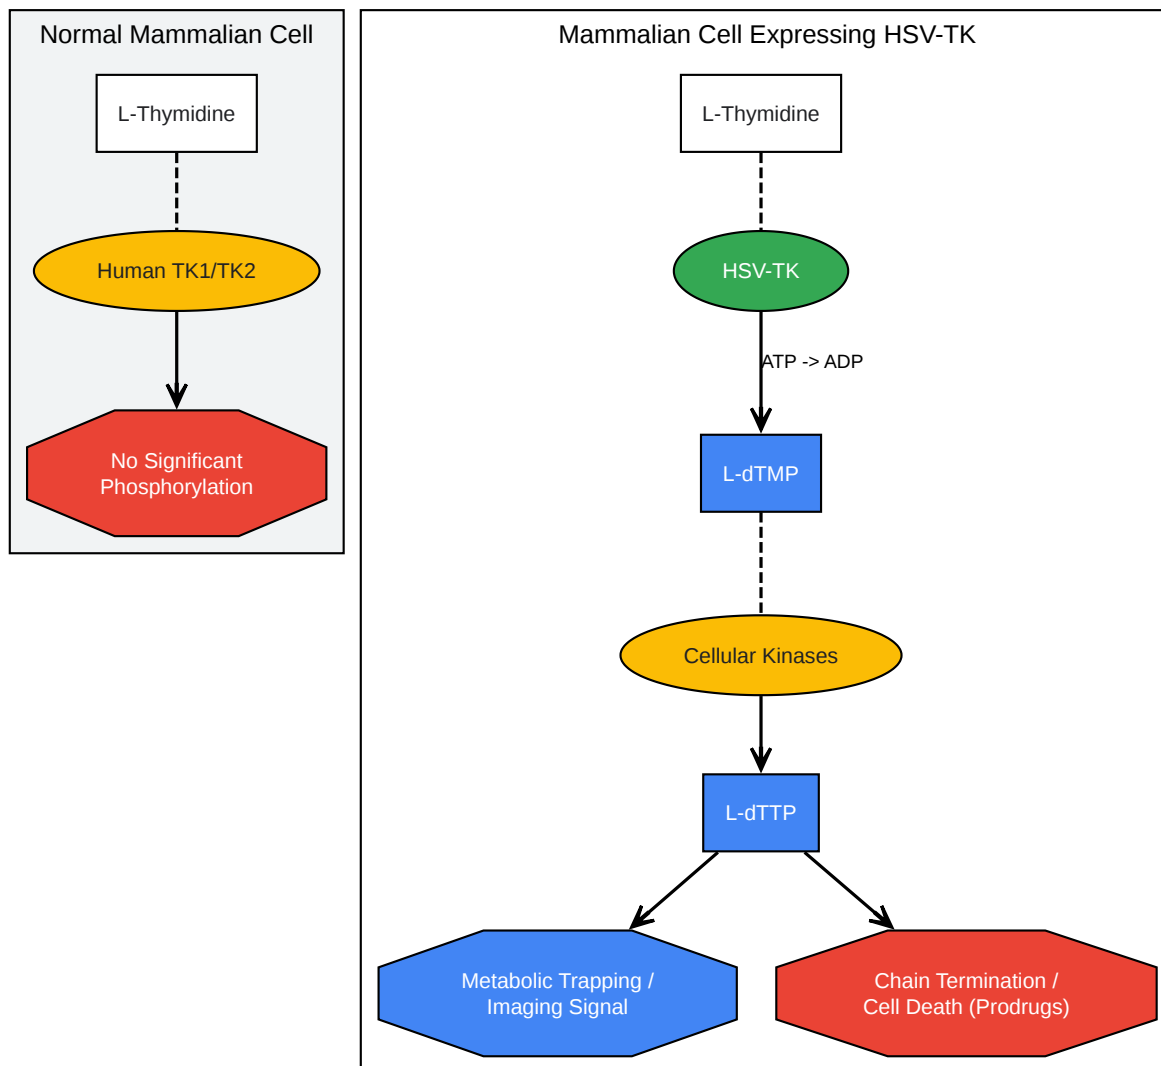 Normal Mammalian Cell
L-Thymidine
Human TK1/TK2
No Significant
Phosphorylation
Mammalian Cell Expressing HSV-TK
L-Thymidine
HSV-TK
ATP -> ADP
L-dTMP
Cellular Kinases
L-dTTP
Metabolic Trapping /
Imaging Signal
Chain Termination /
Cell Death (Prodrugs)